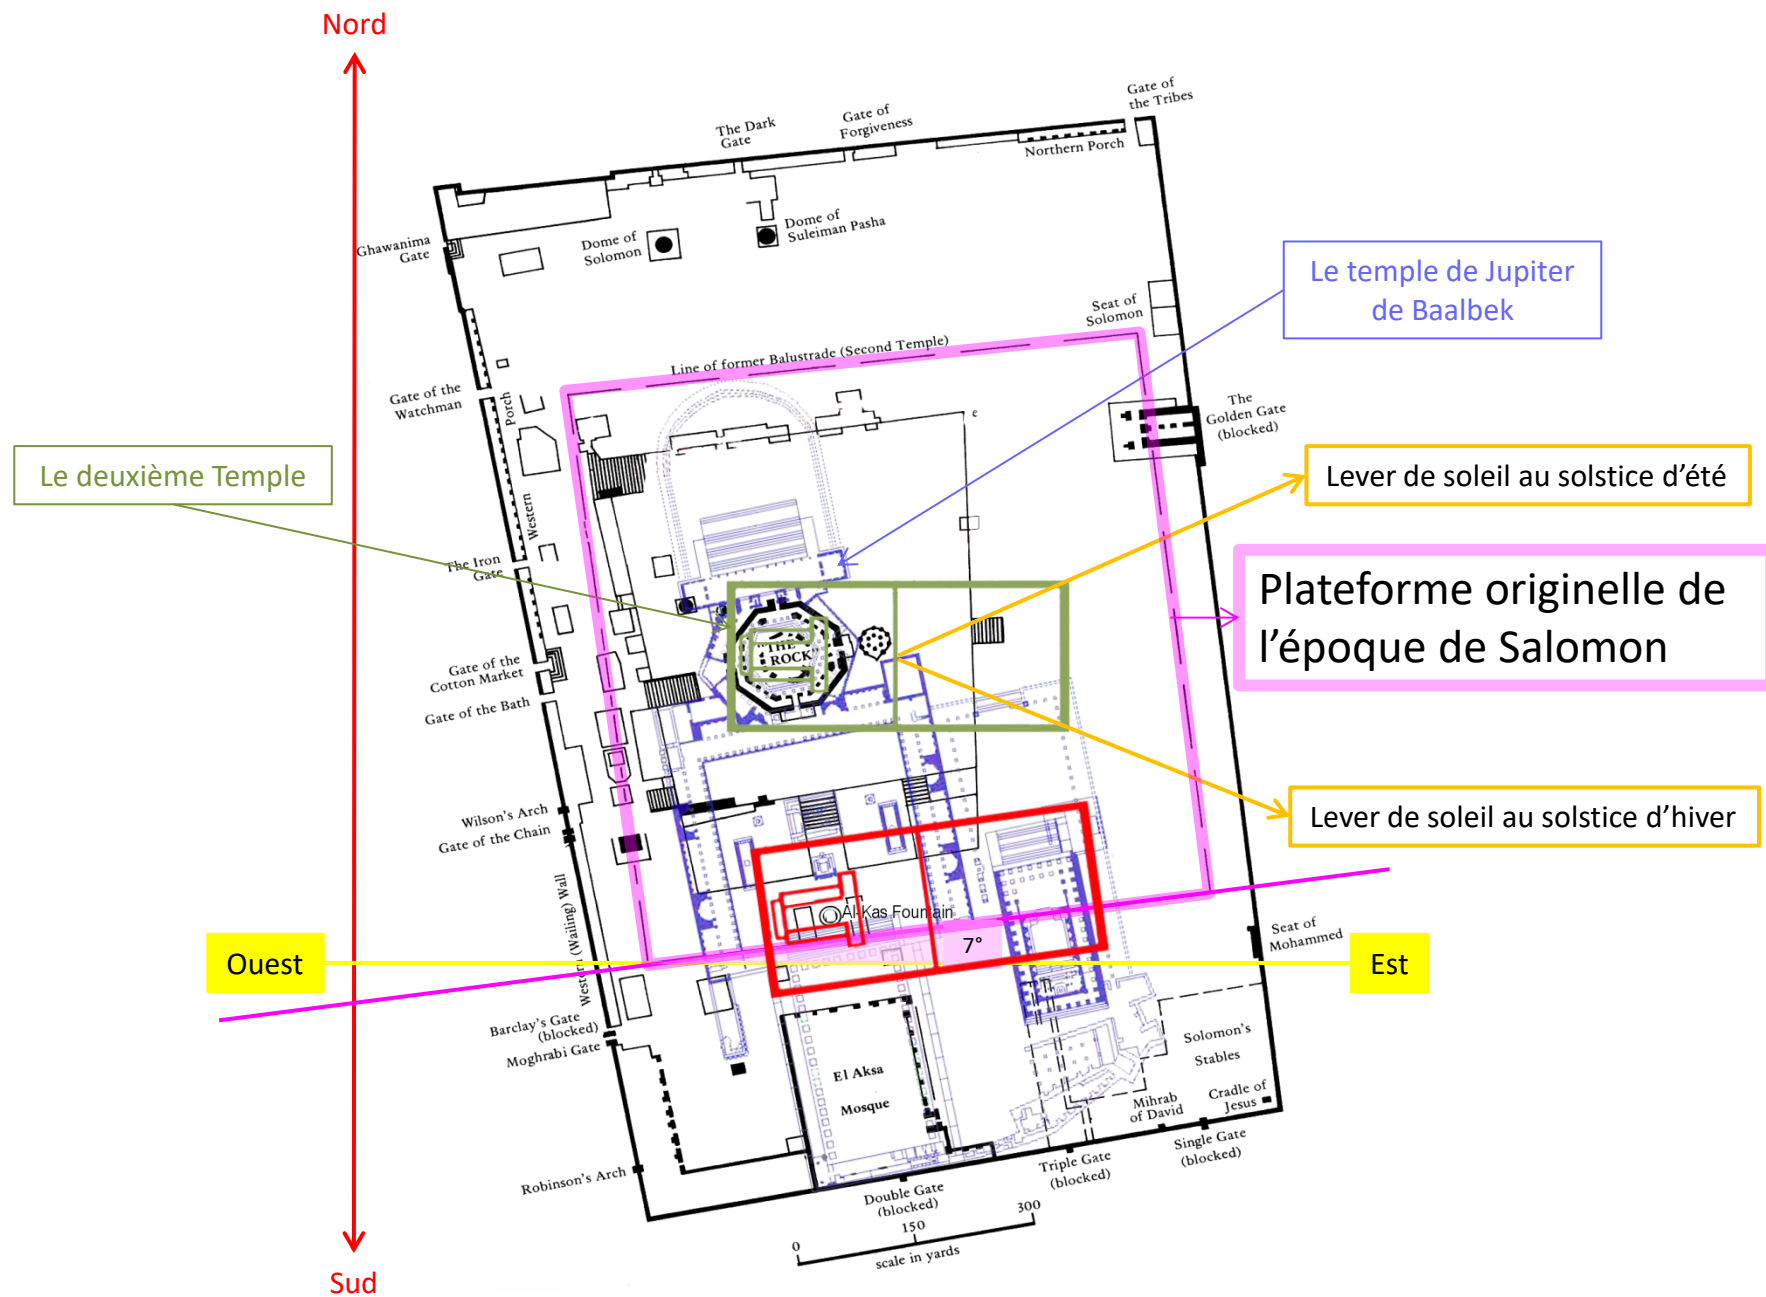 Nord
Gate of
the Tribes
The Dark
Gate
Gate of
Forgiveness
Northern Porch
Ghawanima
Gate
Dome of
Solomon
Dome of
Suleiman Pasha
Le temple de Jupiter
de Baalbek
Seat of
Solomon
Line of former Balustrade (Second Temple)
Gate of the
Watchman
Porch
e
The
Golden Gate
(blocked)
Le deuxième Temple
Lever de soleil au solstice d’été
Western
The Iron
Gate
Plateforme originelle de
l’époque de Salomon
"THE
ROCK"
Gate of the
Cotton Market
Gate of the Bath
Wilson's Arch
Gate of the Chain
Lever de soleil au solstice d’hiver
Western (Wailing) Wall
Al-Kas Fountain
7°
Seat of
Mohammed
Ouest
Est
Barclay's Gate
(blocked)
Moghrabi Gate
El Aksa
Mosque
Solomon's
Stables
Mihrab
of David
Cradle of
Jesus
Single Gate
(blocked)
Triple Gate
(blocked)
Robinson's Arch
Double Gate
(blocked)
0
150
300
scale in yards
Sud